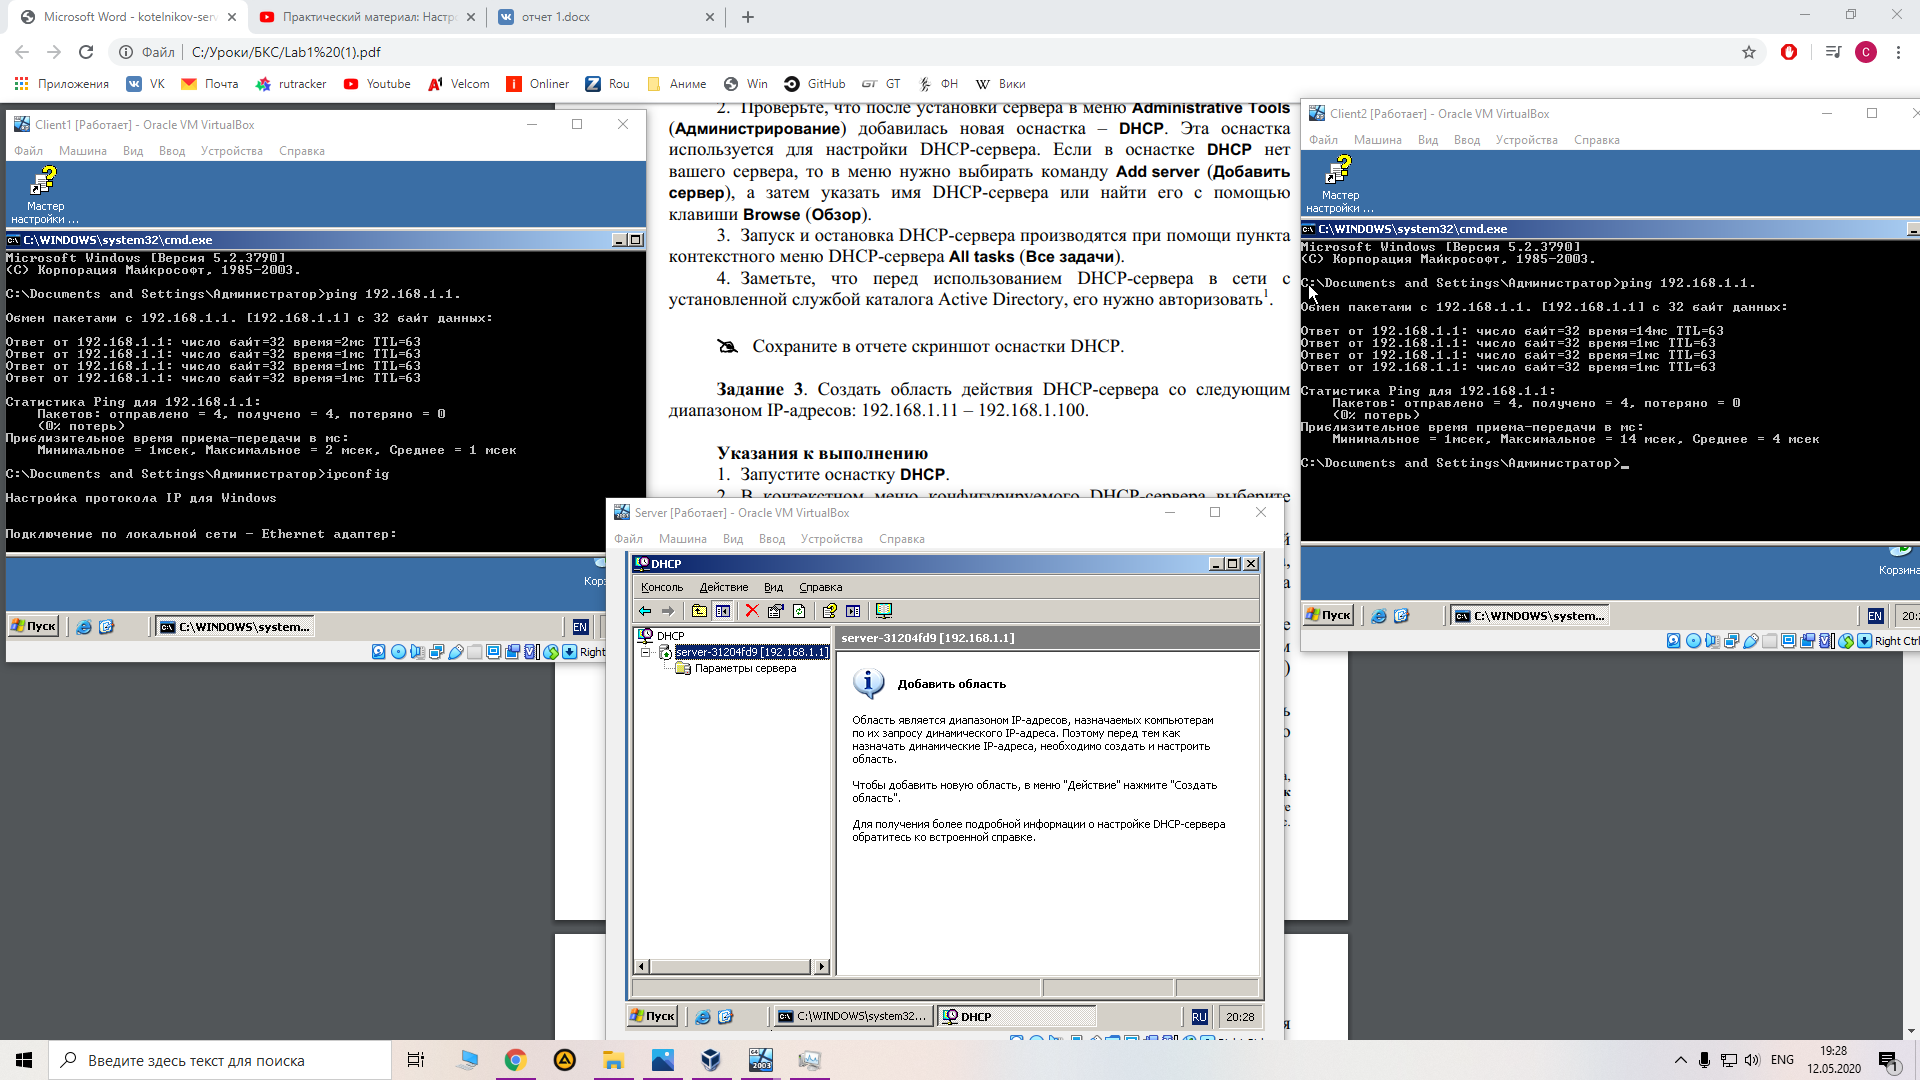 Microsoft Word - kotelnikov-serv
Практический материал: Настро
отчет 1.docx
Файл
C:/Уроки/БКС/Lab1%20(1).pdf
C
Приложения
VK
Почта
rutracker
Youtube
Velcom
Onliner
Rou
Аниме
Win
GitHub
GT
ФН
Вики
2. Проверьте, что после установки сервера в меню Administrative Tools
(Администрирование) добавилась новая оснастка – DHCP. Эта оснастка
используется для настройки DHCP-сервера. Если в оснастке DHCP нет
вашего сервера, то в меню нужно выбирать команду Add server (Добавить
сервер), а затем указать имя DHCP-сервера или найти его с помощью
клавиши Browse (Обзор).
3. Запуск и остановка DHCP-сервера производятся при помощи пункта
контекстного меню DHCP-сервера All tasks (Все задачи).
4. Заметьте, что перед использованием DHCP-сервера в сети с
установленной службой каталога Active Directory, его нужно авторизовать1.
Сохраните в отчете скриншот оснастки DHCP.
Задание 3. Создать область действия DHCP-сервера со следующим
диапазоном IP-адресов: 192.168.1.11 – 192.168.1.100.
Указания к выполнению
1. Запустите оснастку DHCP.
2. В контекстном меню конфигурируемого DHCP-сервера выберите
Client1 [Работает] - Oracle VM VirtualBox
Файл Машина Вид Ввод Устройства Справка
Мастер
настройки ...
C:\WINDOWS\system32\cmd.exe
Microsoft Windows [Версия 5.2.3790]
(С) Корпорация Майкрософт, 1985-2003.
C:\Documents and Settings\Администратор>ping 192.168.1.1.
Обмен пакетами с 192.168.1.1. [192.168.1.1] с 32 байт данных:
Ответ от 192.168.1.1: число байт=32 время=2мс TTL=63
Ответ от 192.168.1.1: число байт=32 время=1мс TTL=63
Ответ от 192.168.1.1: число байт=32 время=1мс TTL=63
Ответ от 192.168.1.1: число байт=32 время=1мс TTL=63
Статистика Ping для 192.168.1.1:
Пакетов: отправлено = 4, получено = 4, потеряно = 0
(0% потерь)
Приблизительное время приема-передачи в мс:
Минимальное = 1мсек, Максимальное = 2 мсек, Среднее = 1 мсек
C:\Documents and Settings\Администратор>ipconfig
Настройка протокола IP для Windows
Подключение по локальной сети - Ethernet адаптер:
Пуск
C:\WINDOWS\system...
EN
Right
Client2 [Работает] - Oracle VM VirtualBox
Файл Машина Вид Ввод Устройства Справка
Мастер
настройки ...
C:\WINDOWS\system32\cmd.exe
Microsoft Windows [Версия 5.2.3790]
(С) Корпорация Майкрософт, 1985-2003.
C:\Documents and Settings\Администратор>ping 192.168.1.1.
Обмен пакетами с 192.168.1.1. [192.168.1.1] с 32 байт данных:
Ответ от 192.168.1.1: число байт=32 время=14мс TTL=63
Ответ от 192.168.1.1: число байт=32 время=1мс TTL=63
Ответ от 192.168.1.1: число байт=32 время=1мс TTL=63
Ответ от 192.168.1.1: число байт=32 время=1мс TTL=63
Статистика Ping для 192.168.1.1:
Пакетов: отправлено = 4, получено = 4, потеряно = 0
(0% потерь)
Приблизительное время приема-передачи в мс:
Минимальное = 1мсек, Максимальное = 14 мсек, Среднее = 4 мсек
C:\Documents and Settings\Администратор>_
Корзина
Пуск
C:\WINDOWS\system...
EN
20:
Right Ctrl
Server [Работает] - Oracle VM VirtualBox
Файл Машина Вид Ввод Устройства Справка
DHCP
Консоль Действие Вид Справка
DHCP
server-31204fd9 [192.168.1.1]
Параметры сервера
server-31204fd9 [192.168.1.1]
Добавить область
Область является диапазоном IP-адресов, назначаемых компьютерам
по их запросу динамического IP-адреса. Поэтому перед тем как
назначать динамические IP-адреса, необходимо создать и настроить
область.
Чтобы добавить новую область, в меню "Действие" нажмите "Создать
область".
Для получения более подробной информации о настройке DHCP-сервера
обратитесь ко встроенной справке.
Пуск
C:\WINDOWS\system32...
DHCP
RU
20:28
Введите здесь текст для поиска
2003
ENG
19:28
12.05.2020
1